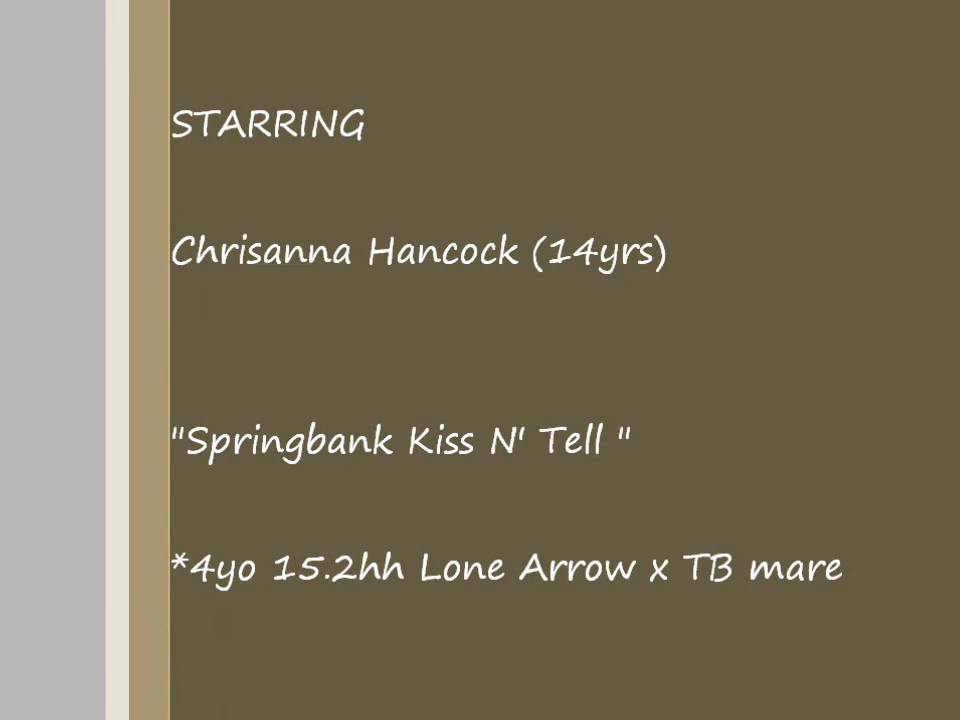 STARRING
Chrisanna Hancock (14yrs)
"Springbank Kiss N' Tell "
*4yo 15.2hh Lone Arrow x TB mare